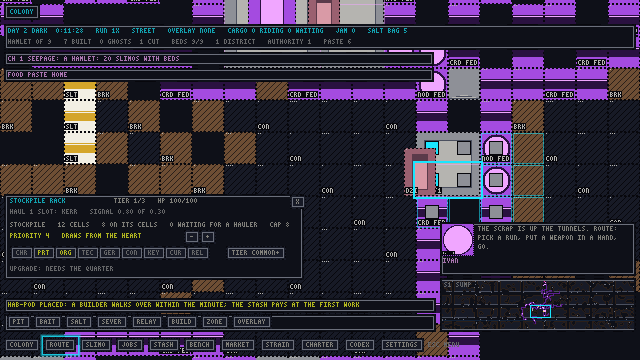 COLONY
DAY 2 DARK 0:11:28 RUN 1X STREET OVERLAY NONE CARGO 0 RIDING 0 WAITING JAM 0 SALT BAG 5
HAMLET OF 9 7 BUILT 0 GHOSTS 1 CUT BEDS 9/9 1 DISTRICT AUTHORITY 1 PASTE 6
CH 1 SEEPAGE: A HAMLET: 20 SLIMOS WITH BEDS
FOOD PASTE HOME
SLT BRK CRD FED CRD FED NOD FED
BRK CON CON BRK
SLT BRK CON NOD FED
CON CON
CON CRD FED
STOCKPILE RACK TIER 1/3 HP 100/100 X
HAUL 1 SLOT: KERR SIGNAL 0.80 OF 0.30
STOCKPILE 12 CELLS 8 ON ITS CELLS 0 WAITING FOR A HAULER CAP 8
PRIORITY 4 DRAWS FROM THE HEART - +
CHR PRT ORG TEC GER CON KEY CUR REL TIER COMMON+
UPGRADE: NEEDS THE QUARTER
THE SCRAP IS UP THE TUNNELS. ROUTE:
PICK A RUN. PUT A WEAPON IN A HAND.
GO.
IVAN
S1 SUMP
HAB-POD PLACED: A BUILDER WALKS OVER WITHIN THE MINUTE; THE STASH PAYS AT THE FIRST WORK
PIT BAIT SALT SEVER RELAY BUILD ZONE OVERLAY
COLONY ROUTE SLIMO JOBS STASH BENCH MARKET STRAIN CHARTER CODEX SETTINGS MENU